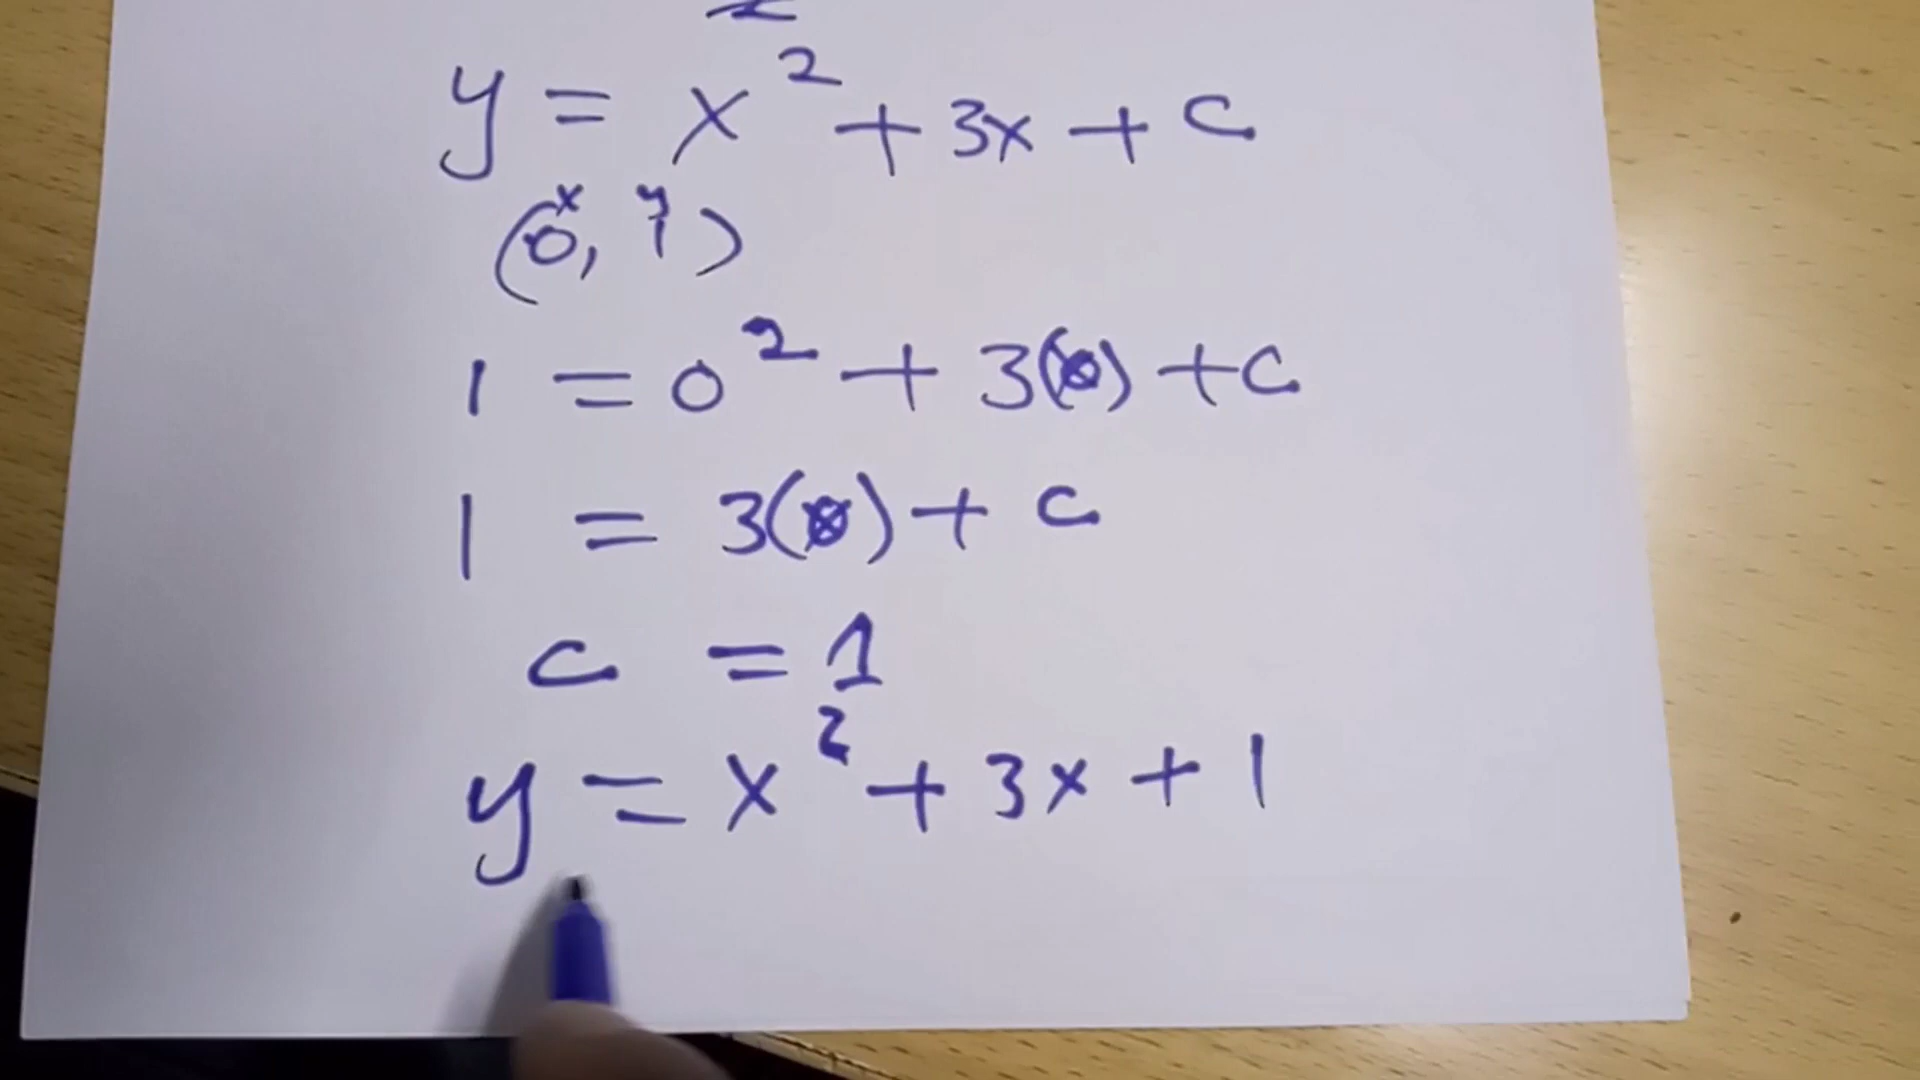 y = x² + 3x + c
x y
(0, 1)
1 = 0² + 3(0) + c
1 = 3(0) + c
c = 1
y = x² + 3x + 1